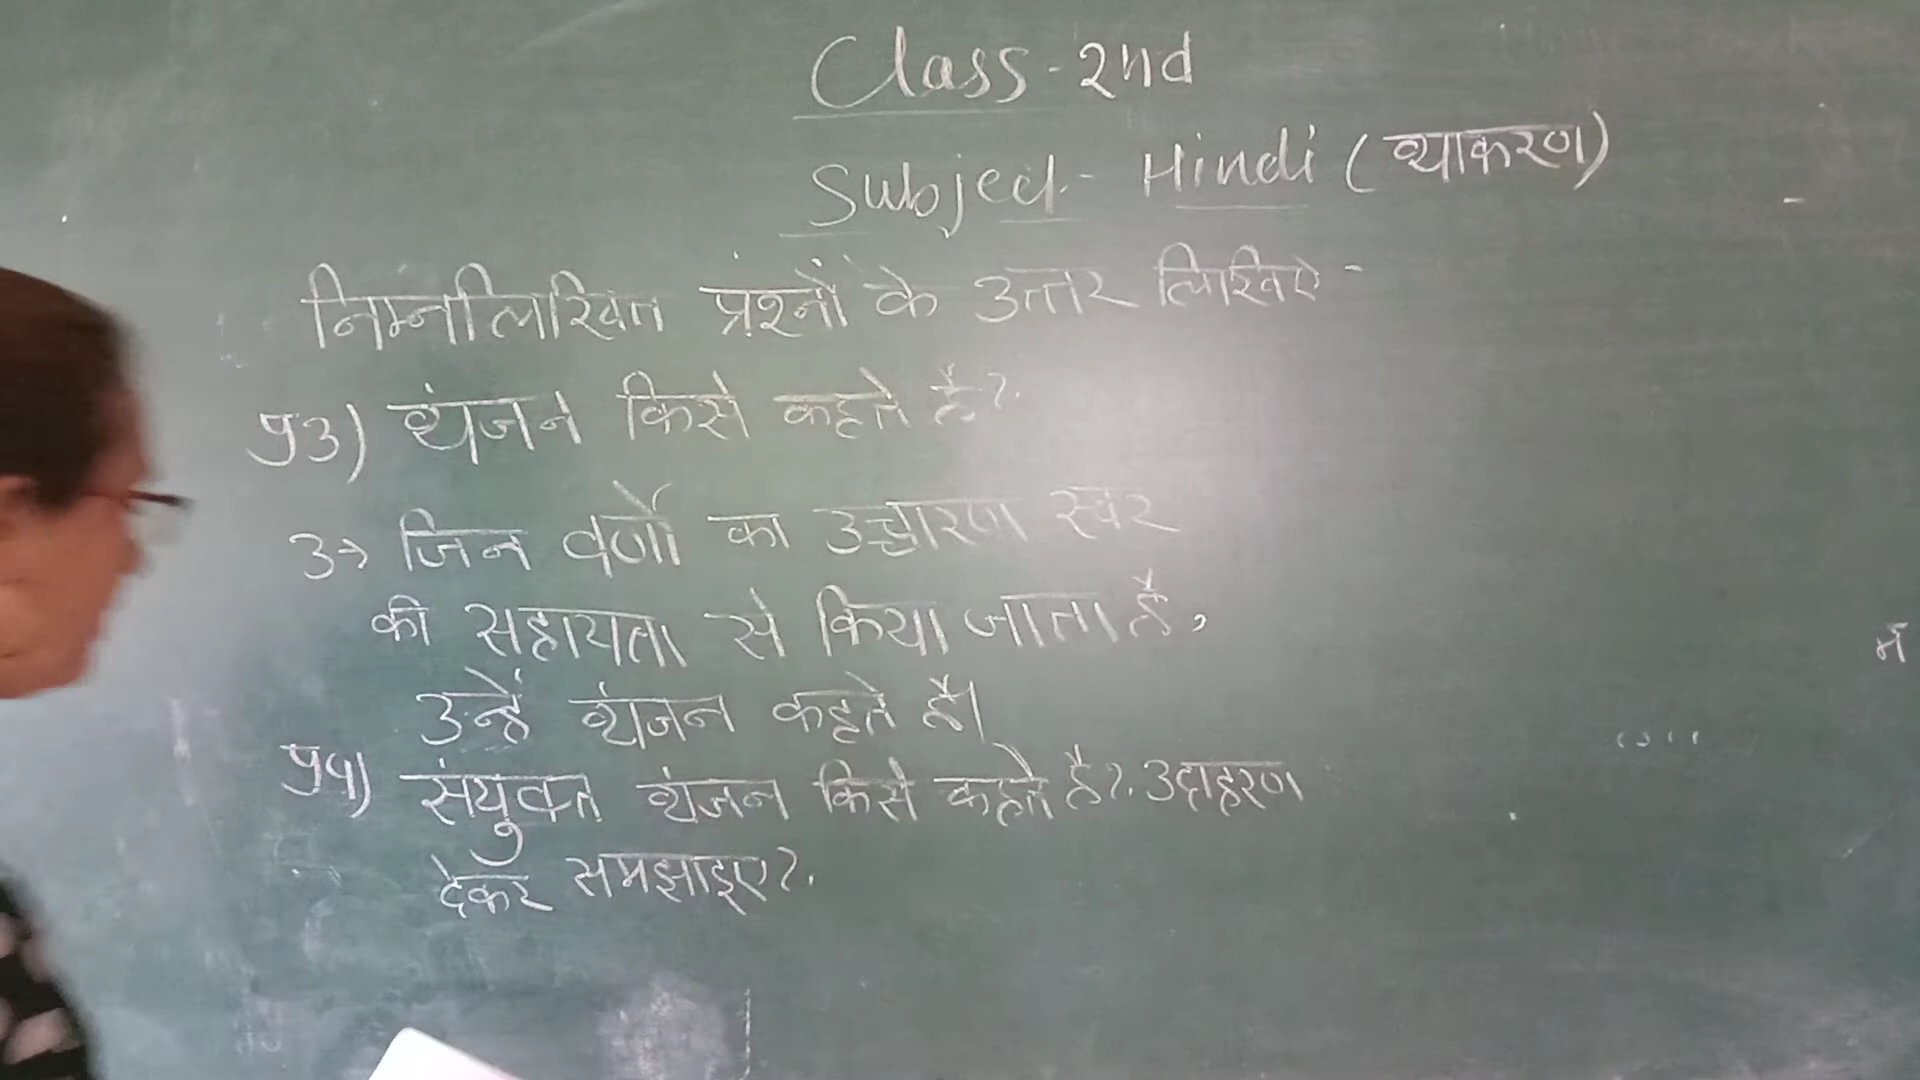 Class - 2nd
Subject - Hindi (व्याकरण)
निम्नलिखित प्रश्नों के उत्तर लिखिए -
प्र3) व्यंजन किसे कहते है?
उ→ जिन वर्णों का उच्चारण स्वर
की सहायता से किया जाता है,
उन्हें व्यंजन कहते हैं।
प्र4) संयुक्त व्यंजन किसे कहते है? उदाहरण
देकर समझाइए?
में